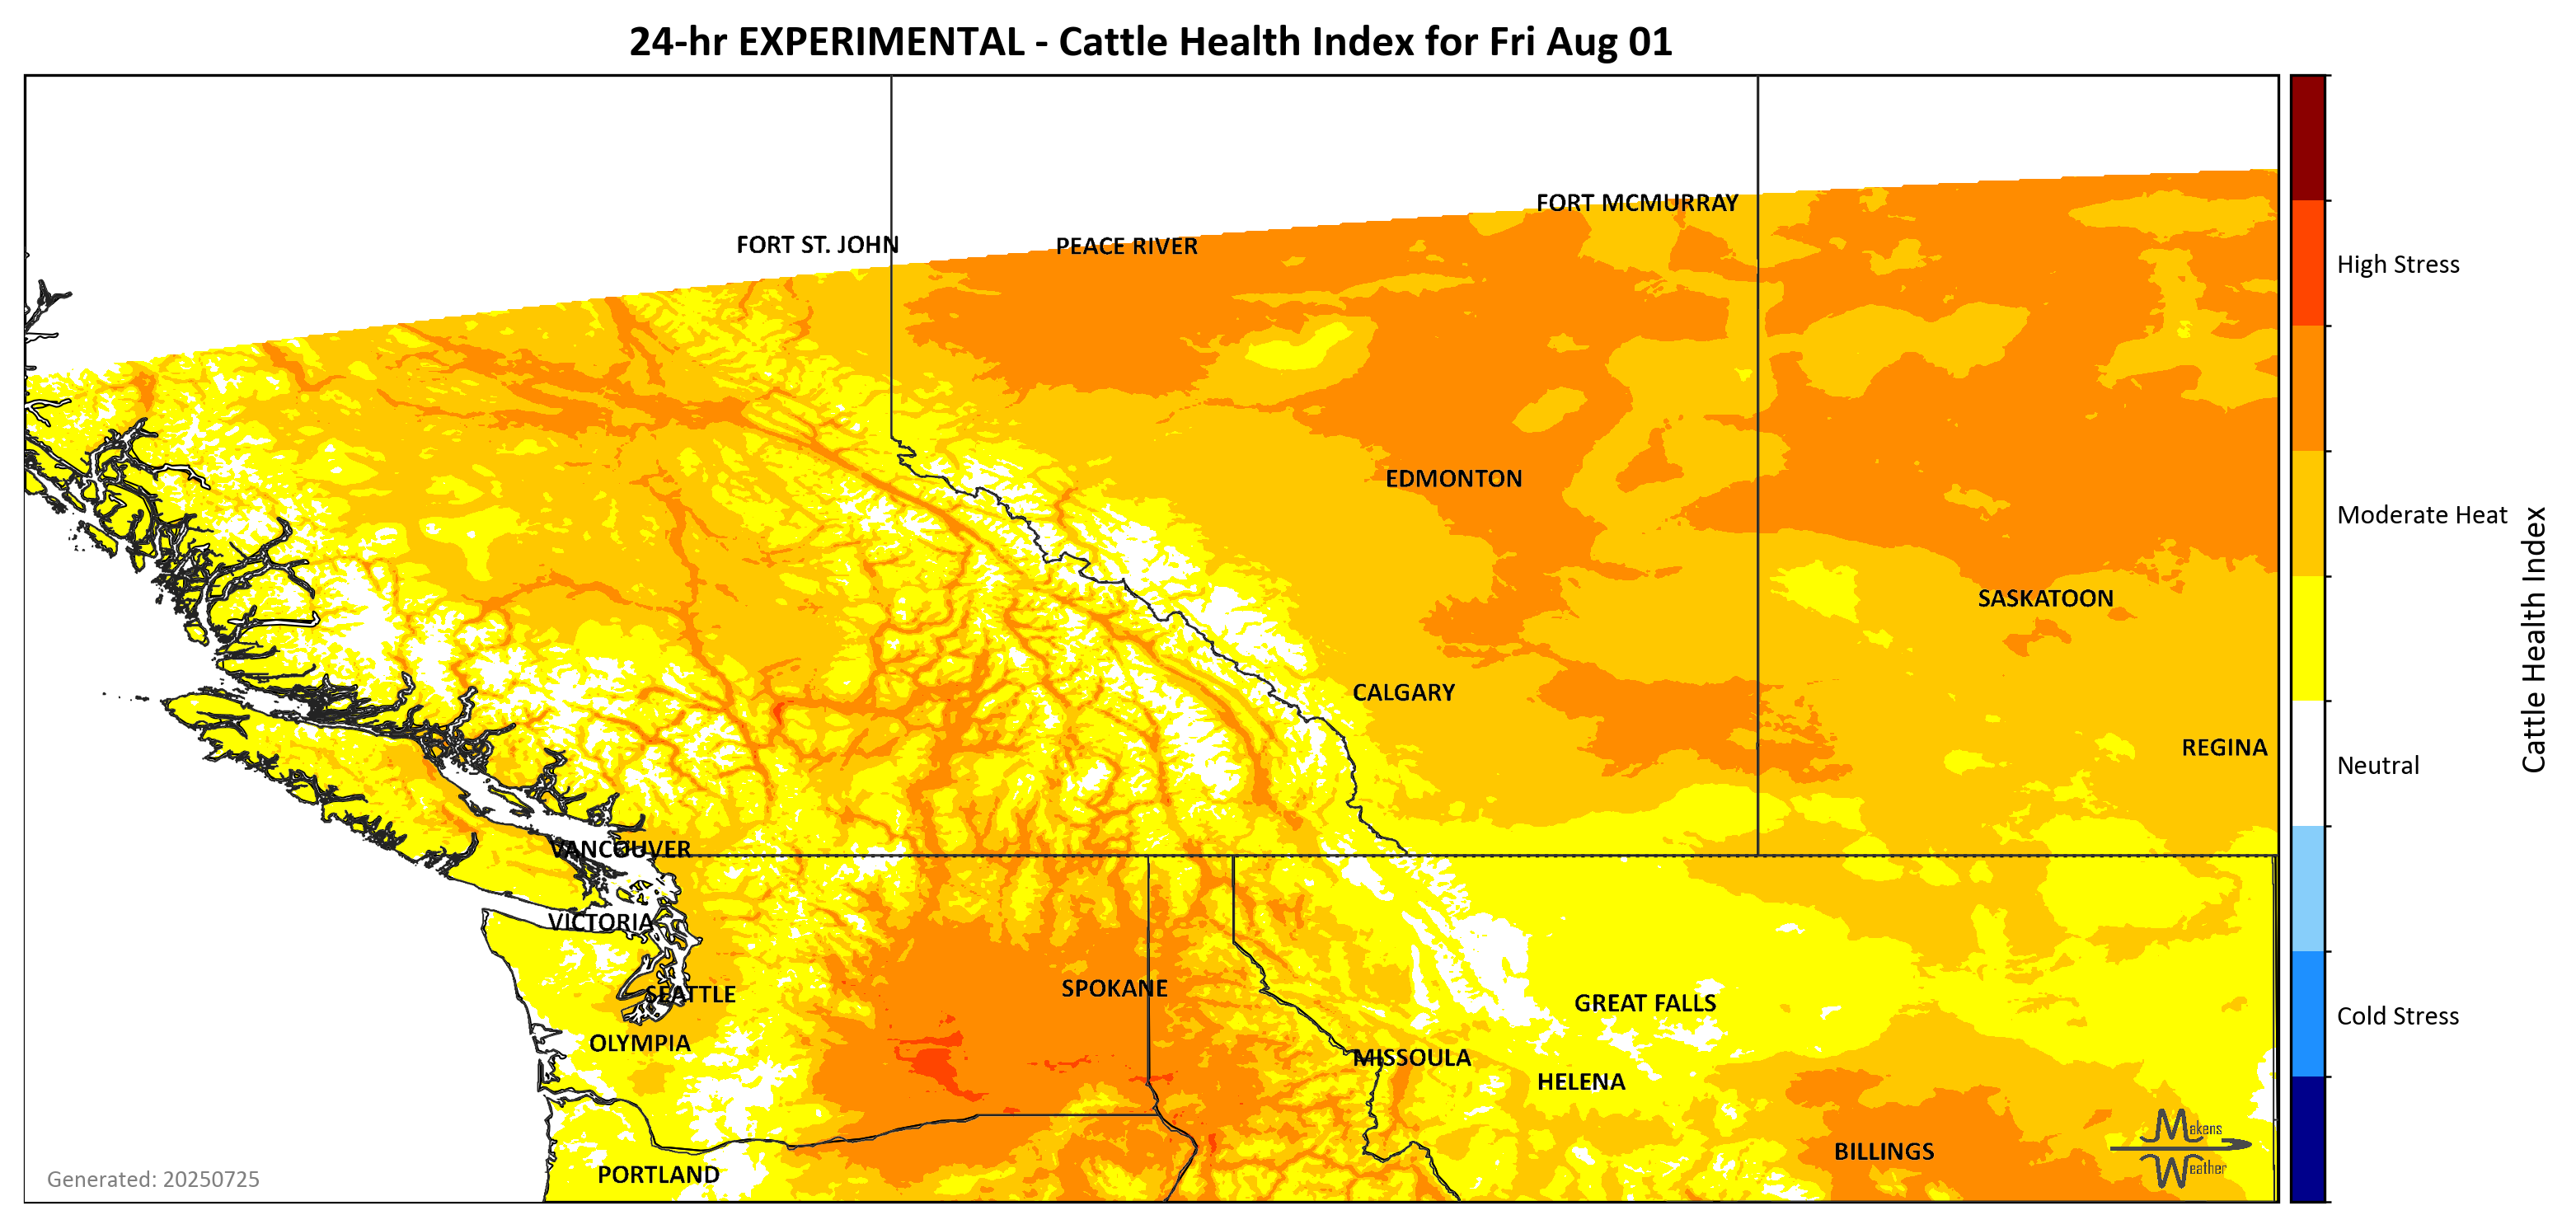 24-hr EXPERIMENTAL - Cattle Health Index for Fri Aug 01
FORT MCMURRAY
FORT ST. JOHN
PEACE RIVER
High Stress
EDMONTON
Moderate Heat
SASKATOON
Cattle Health Index
CALGARY
REGINA
Neutral
VANCOUVER
VICTORIA
SEATTLE
SPOKANE
GREAT FALLS
Cold Stress
OLYMPIA
MISSOULA
HELENA
Makens
Weather
BILLINGS
PORTLAND
Generated: 20250725